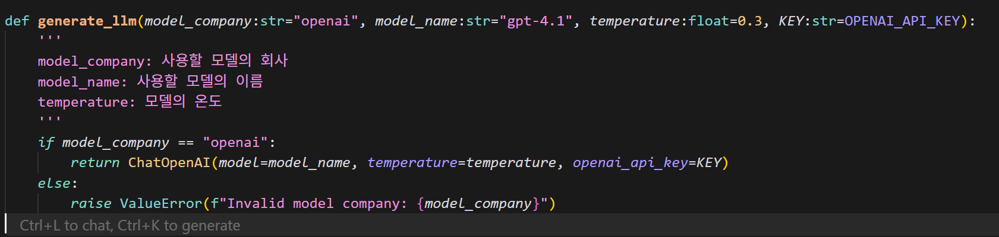 def generate_llm(model_company:str="openai", model_name:str="gpt-4.1", temperature:float=0.3, KEY:str=OPENAI_API_KEY):
    '''
    model_company: 사용할 모델의 회사
    model_name: 사용할 모델의 이름
    temperature: 모델의 온도
    '''
    if model_company == "openai":
        return ChatOpenAI(model=model_name, temperature=temperature, openai_api_key=KEY)
    else:
        raise ValueError(f"Invalid model company: {model_company}")
Ctrl+L to chat, Ctrl+K to generate